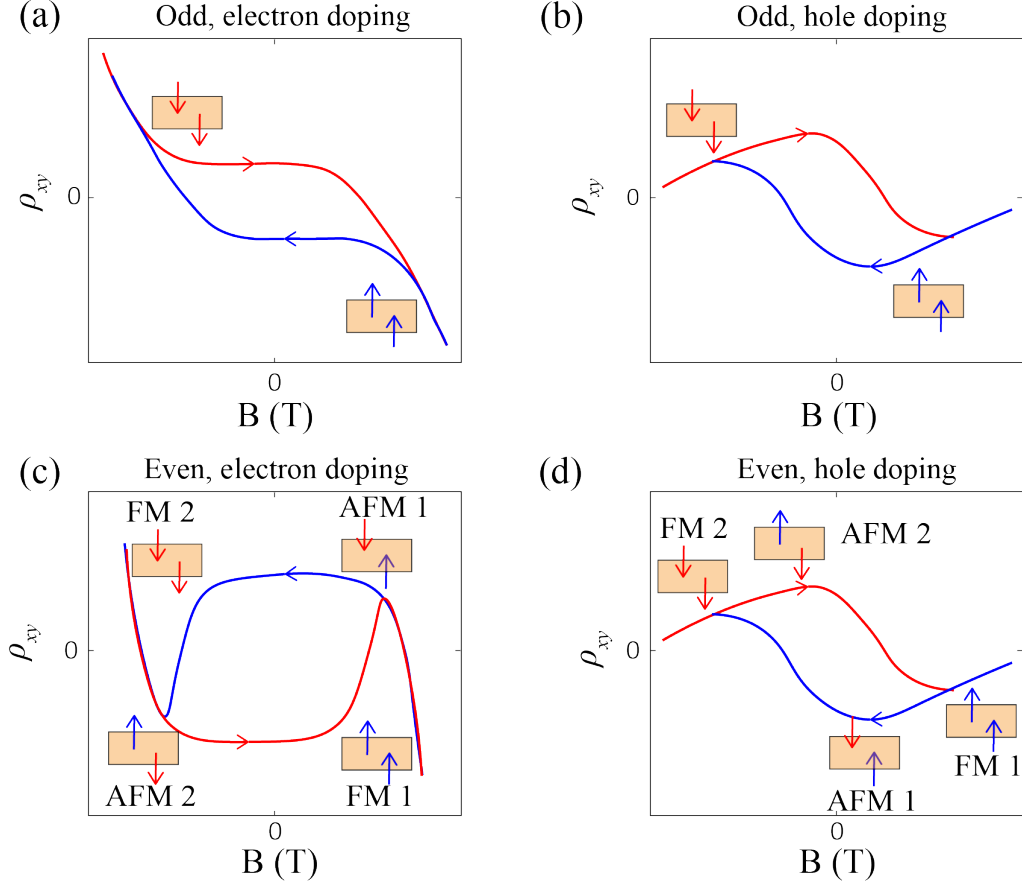 (a) Odd, electron doping
ρxy
0
0
B (T)
(b) Odd, hole doping
ρxy
0
0
B (T)
(c) Even, electron doping
FM 2
AFM 1
ρxy
0
AFM 2
FM 1
0
B (T)
(d) Even, hole doping
FM 2
AFM 2
ρxy
0
FM 1
AFM 1
0
B (T)